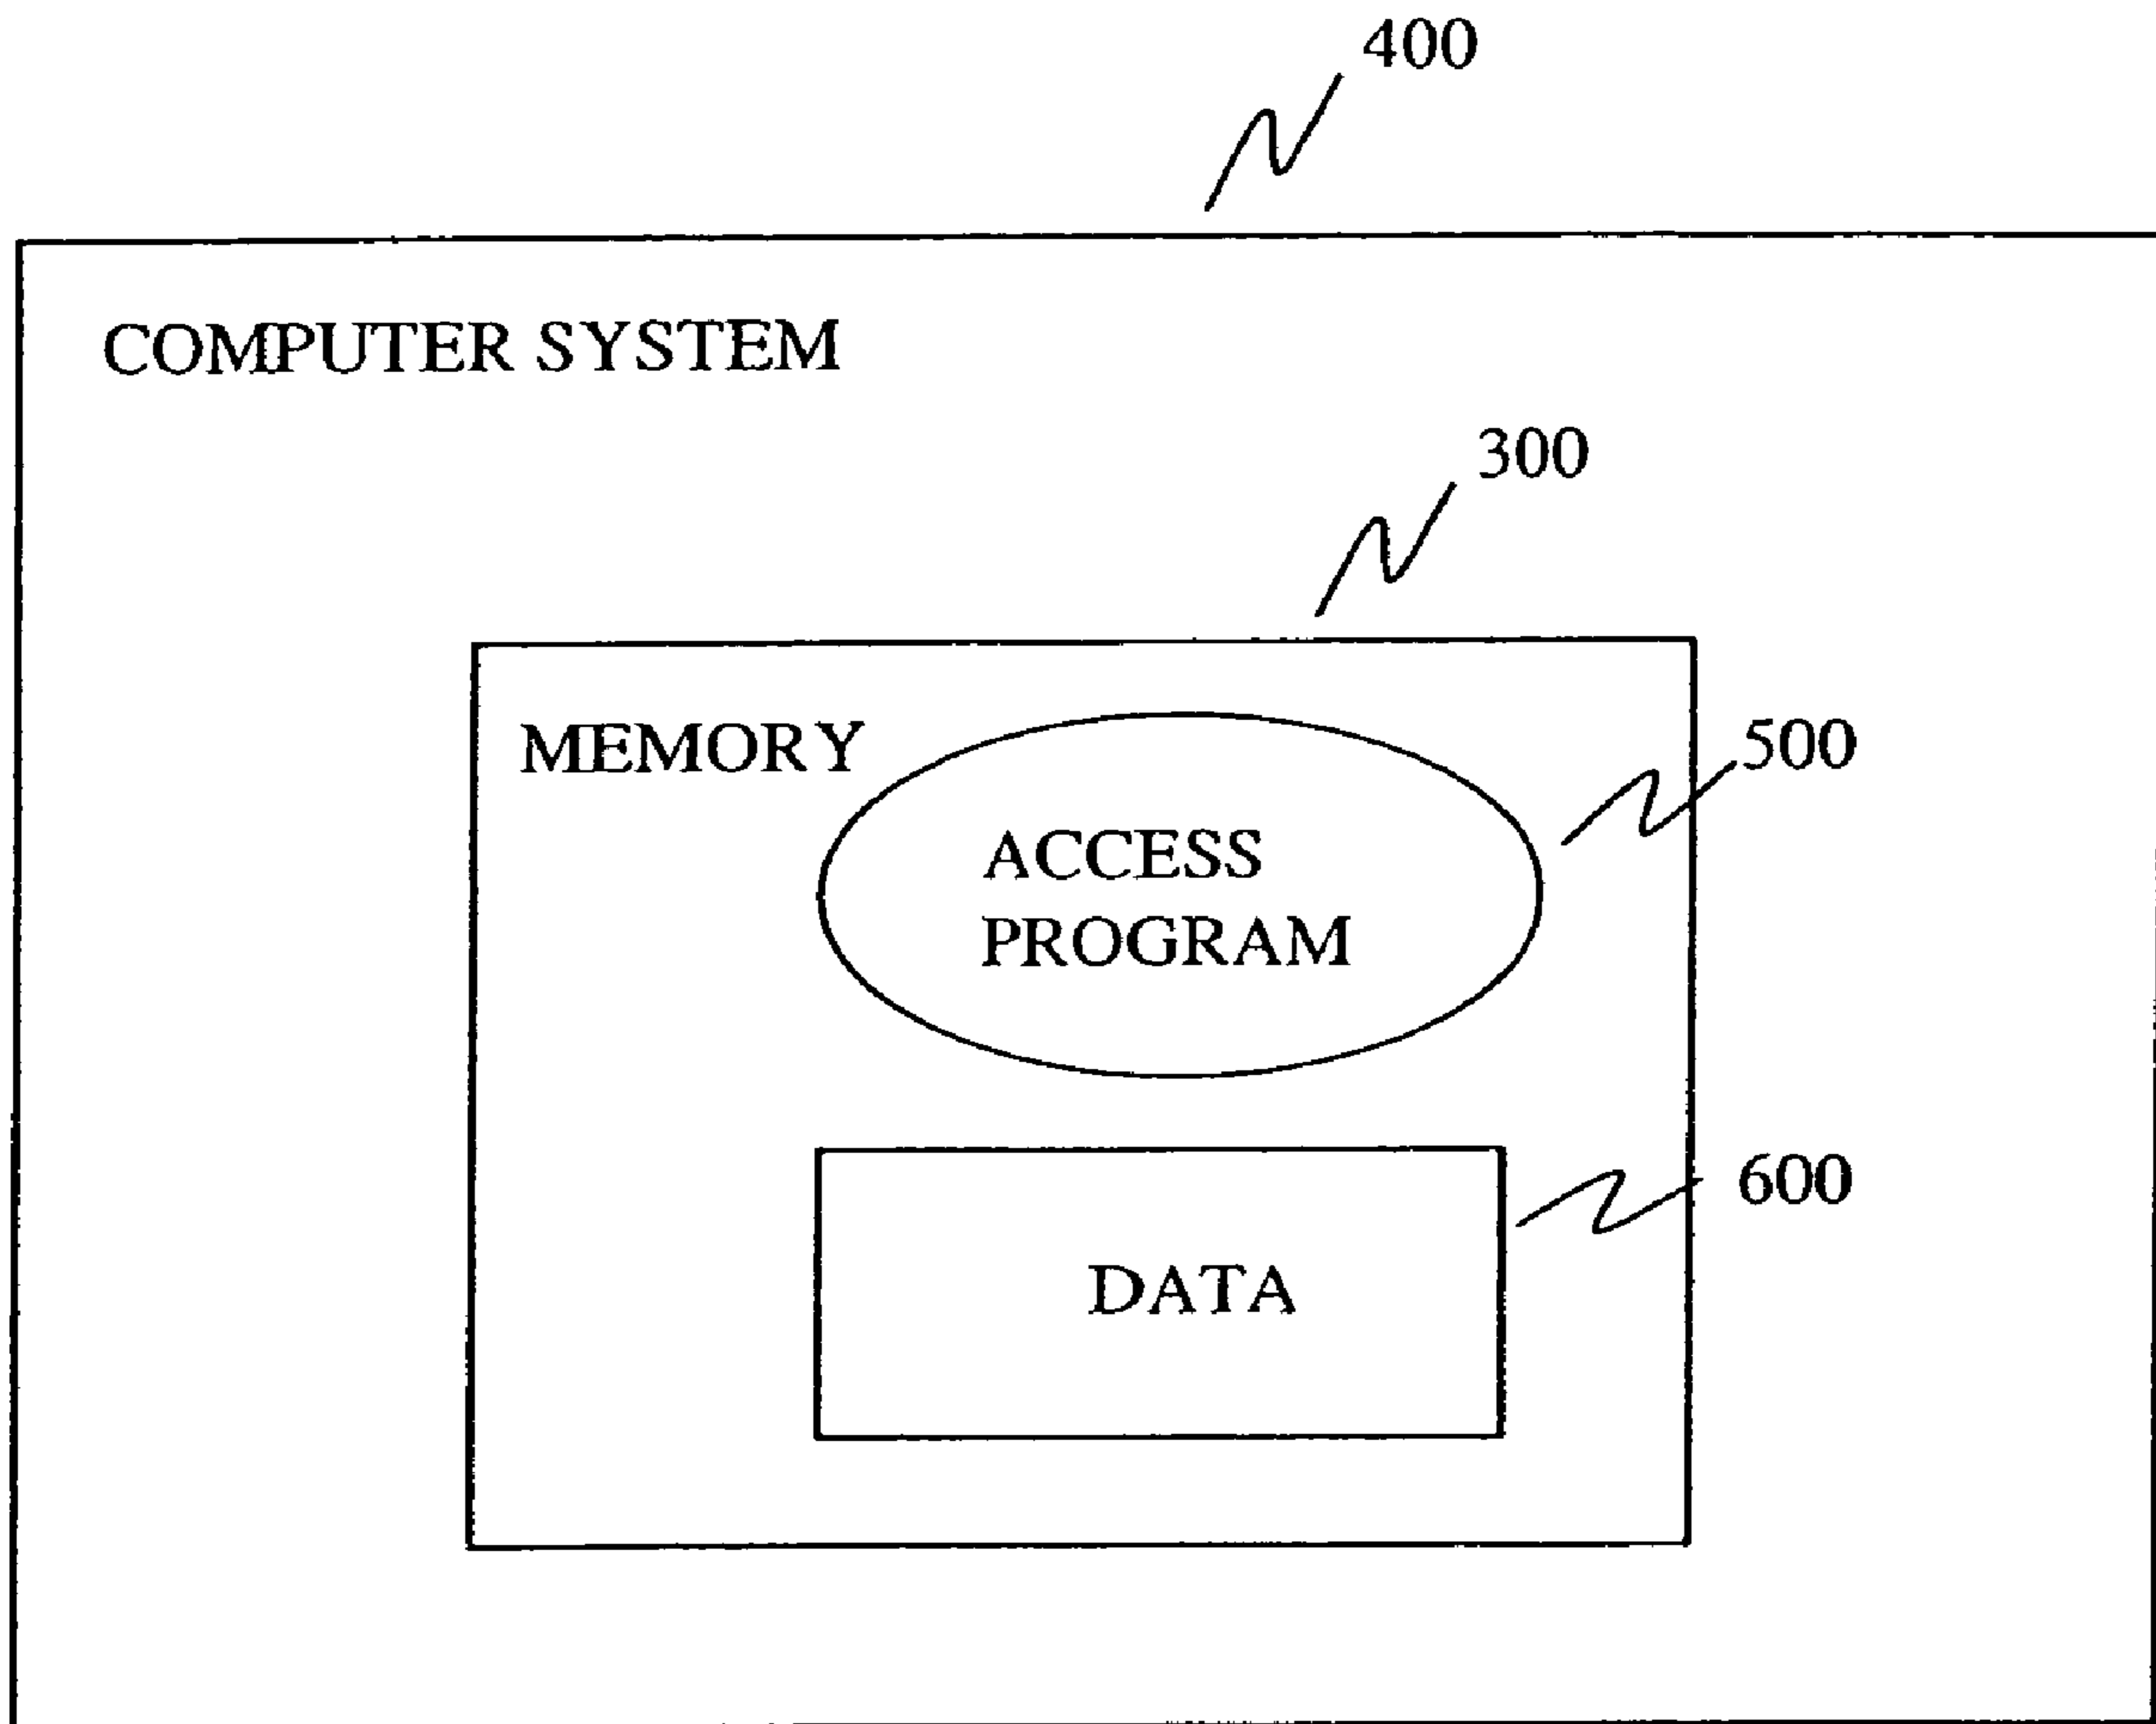 400
COMPUTER SYSTEM
300
MEMORY
500
ACCESS
PROGRAM
600
DATA